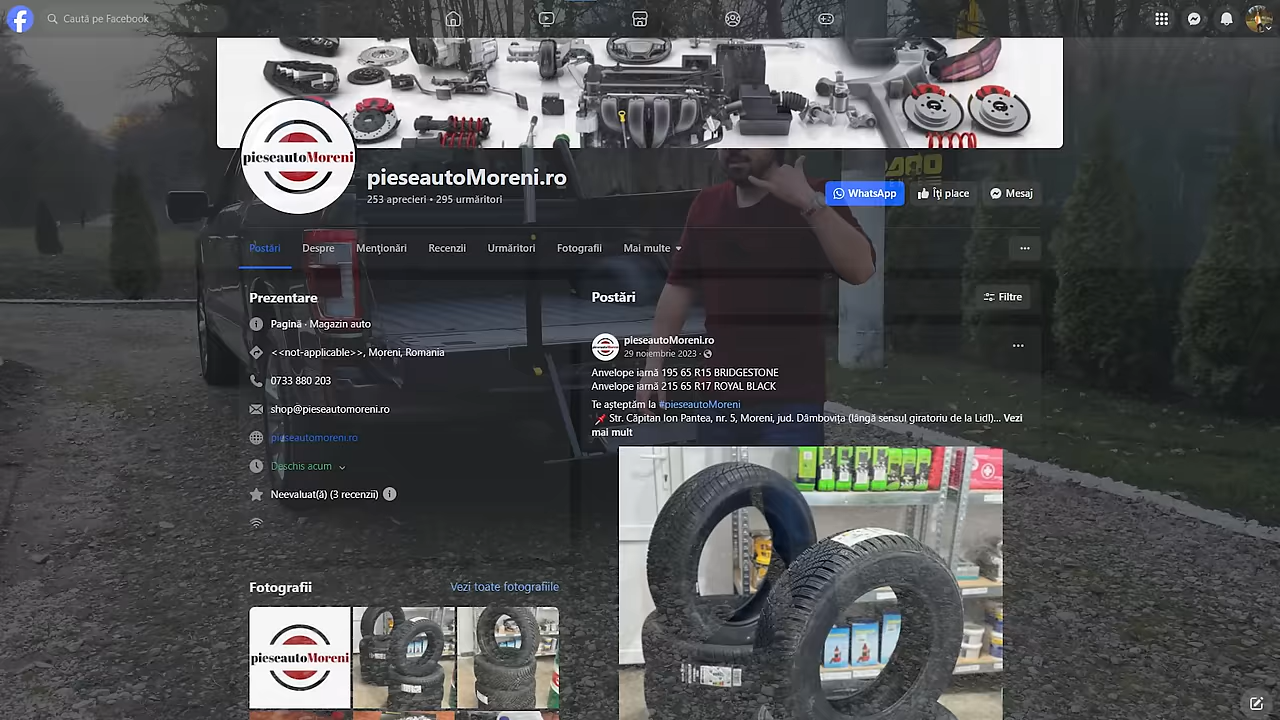 Caută pe Facebook
pieseautoMoreni
pieseautoMoreni.ro
253 aprecieri • 295 urmăritori
WhatsApp
Îți place
Mesaj
Postări
Despre
Menționări
Recenzii
Urmăritori
Fotografii
Mai multe
Prezentare
Pagină · Magazin auto
<<not-applicable>>, Moreni, Romania
0733 880 203
shop@pieseautomoreni.ro
pieseautomoreni.ro
Deschis acum
Neevaluat(ă) (3 recenzii)
Fotografii
Vezi toate fotografiile
pieseautoMoreni
Postări
Filtre
pieseautoMoreni.ro
29 noiembrie 2023
Anvelope iarnă 195 65 R15 BRIDGESTONE
Anvelope iarnă 215 65 R17 ROYAL BLACK
Te așteptăm la #pieseautoMoreni
Str. Căpitan Ion Pantea, nr. 5, Moreni, jud. Dâmbovița (lângă sensul giratoriu de la Lidl)... Vezi
mai mult